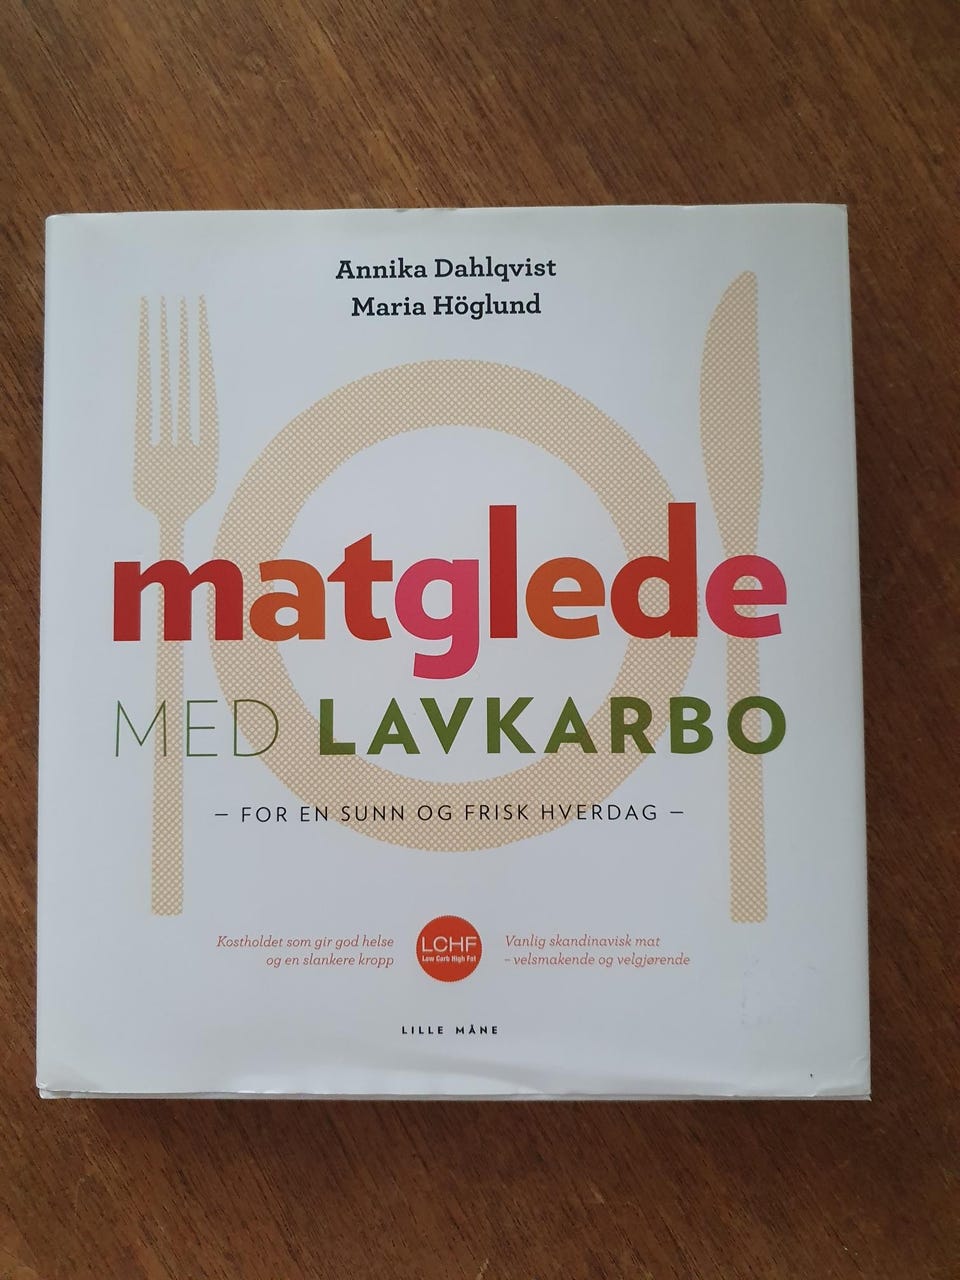 Annika Dahlqvist
Maria Höglund
matglede
MED LAVKARBO
– FOR EN SUNN OG FRISK HVERDAG –
Kostholdet som gir god helse
og en slankere kropp
LCHF
Low Carb High Fat
Vanlig skandinavisk mat
– velsmakende og velgjørende
LILLE MÅNE